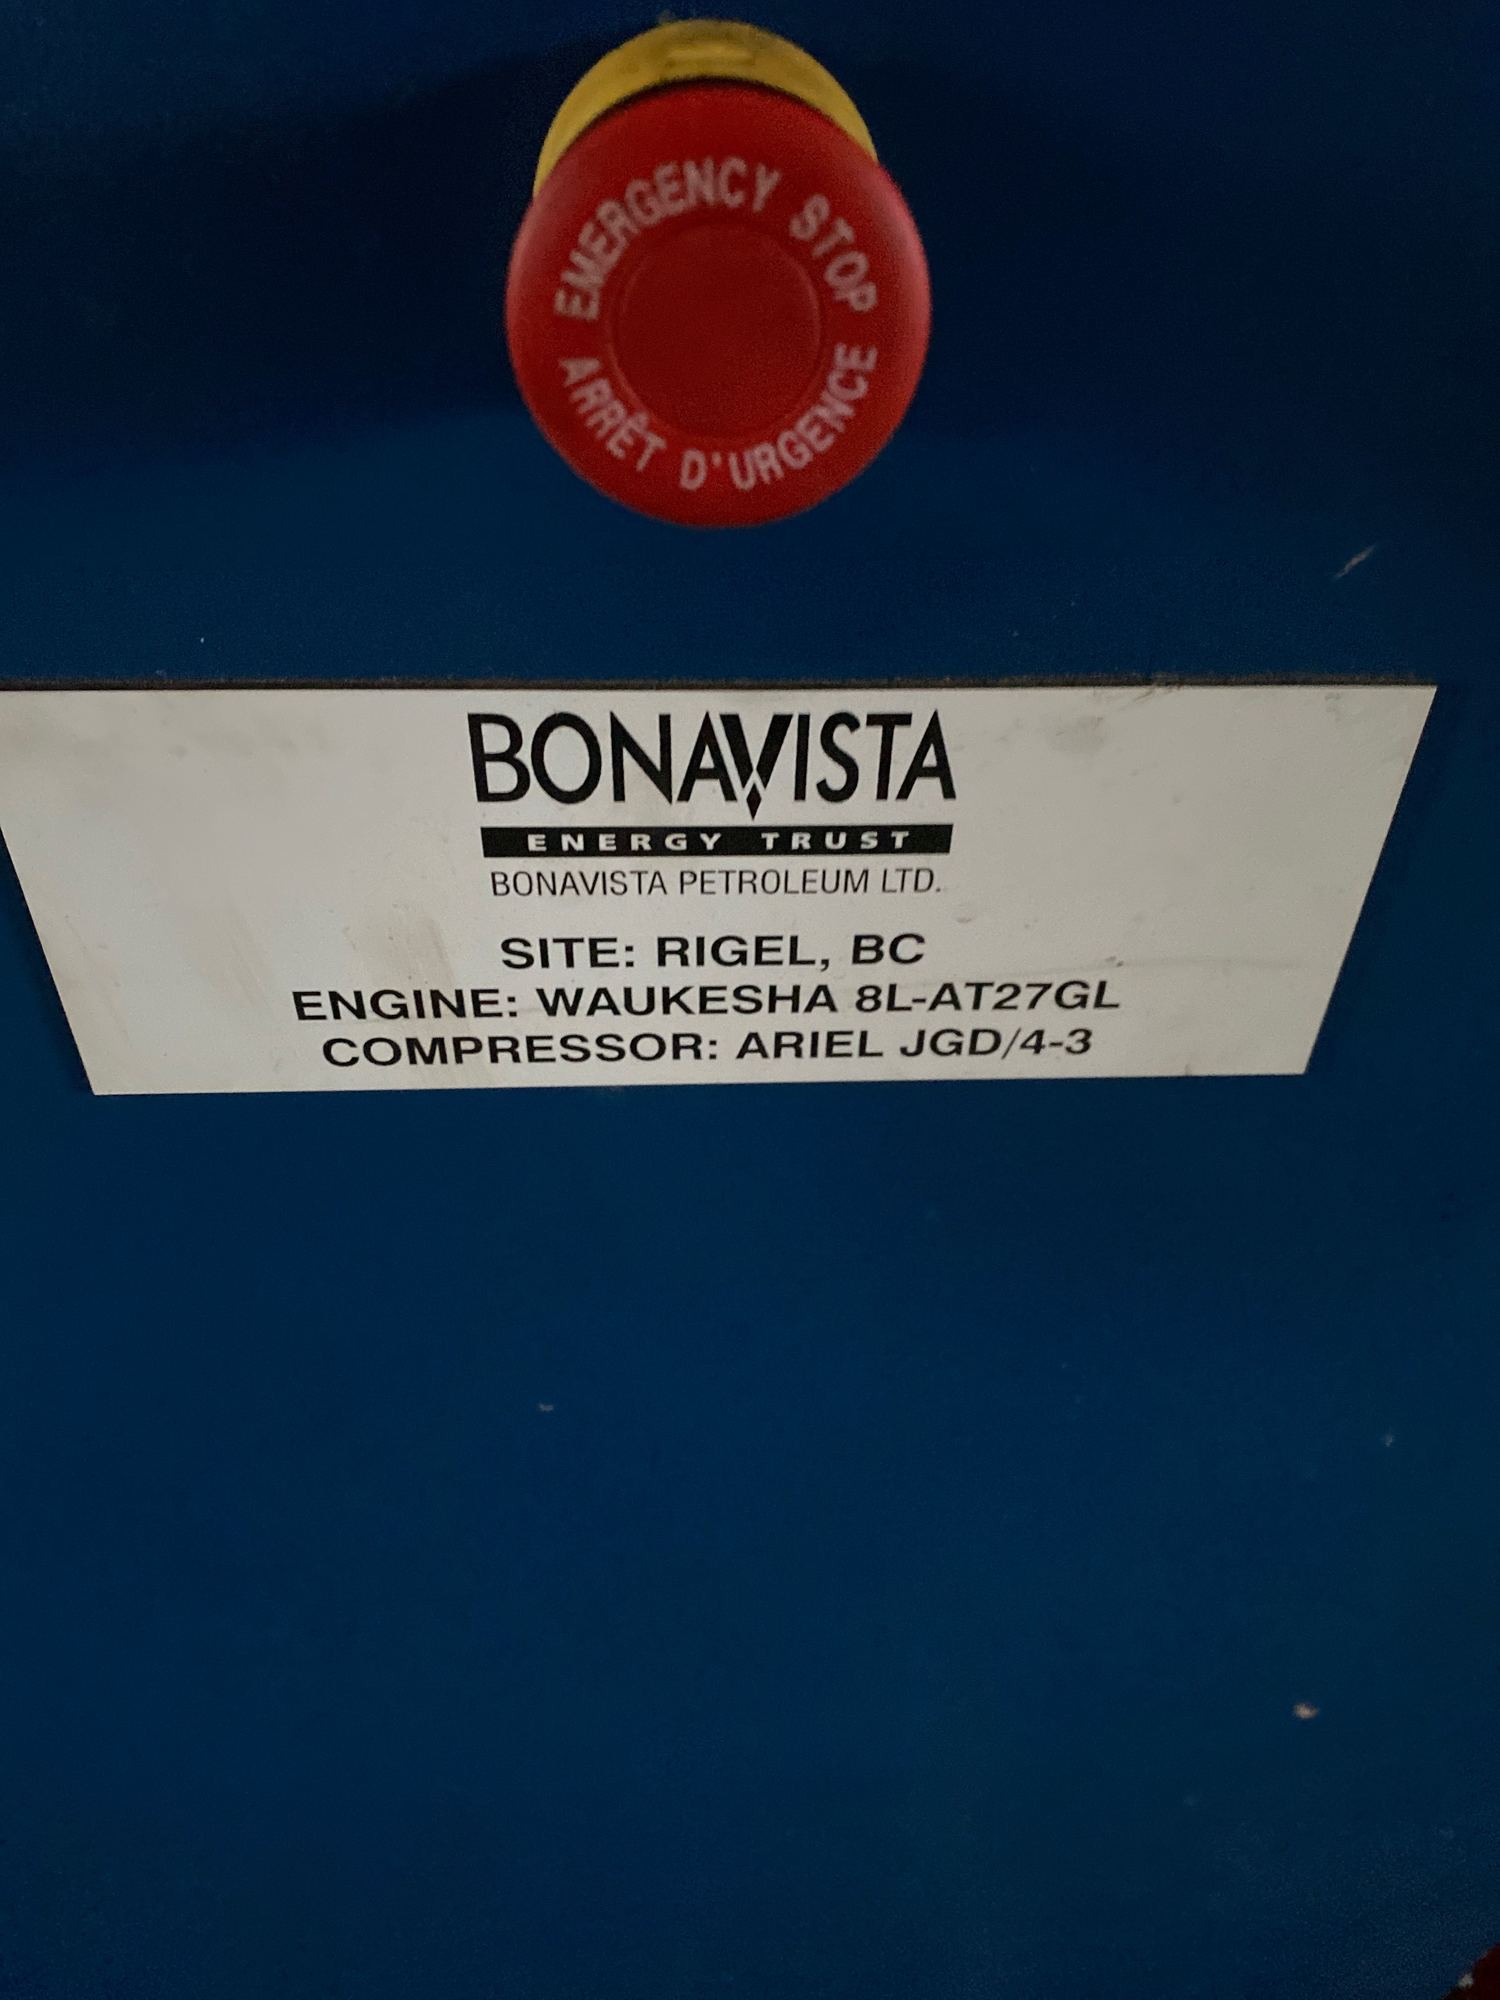 EMERGENCY STOP
ARRÊT D'URGENCE
BONAVISTA
ENERGY TRUST
BONAVISTA PETROLEUM LTD.
SITE: RIGEL, BC
ENGINE: WAUKESHA 8L-AT27GL
COMPRESSOR: ARIEL JGD/4-3